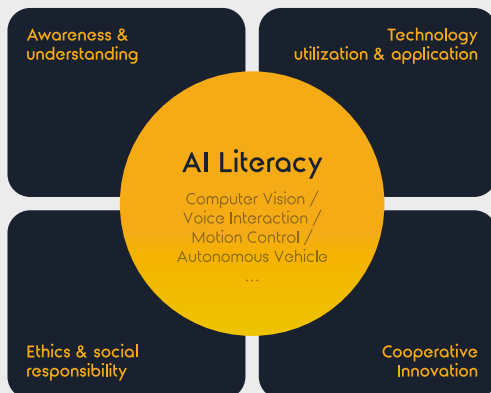 Awareness &
understanding
Technology
utilization & application
AI Literacy
Computer Vision /
Voice Interaction /
Motion Control /
Autonomous Vehicle
...
Ethics & social
responsibility
Cooperative
Innovation